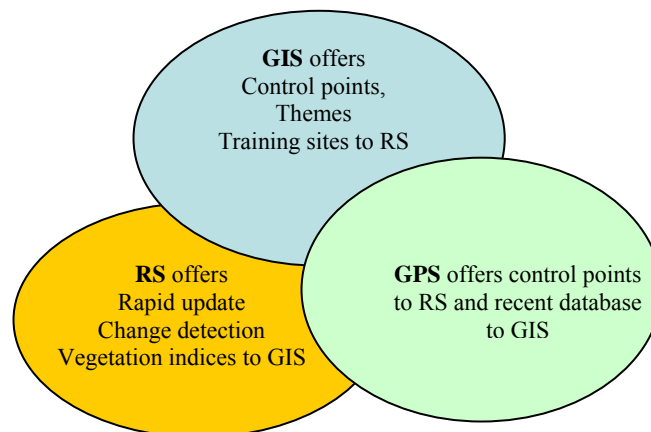 GIS offers
Control points,
Themes
Training sites to RS
RS offers
Rapid update
Change detection
Vegetation indices to GIS
GPS offers control points
to RS and recent database
to GIS